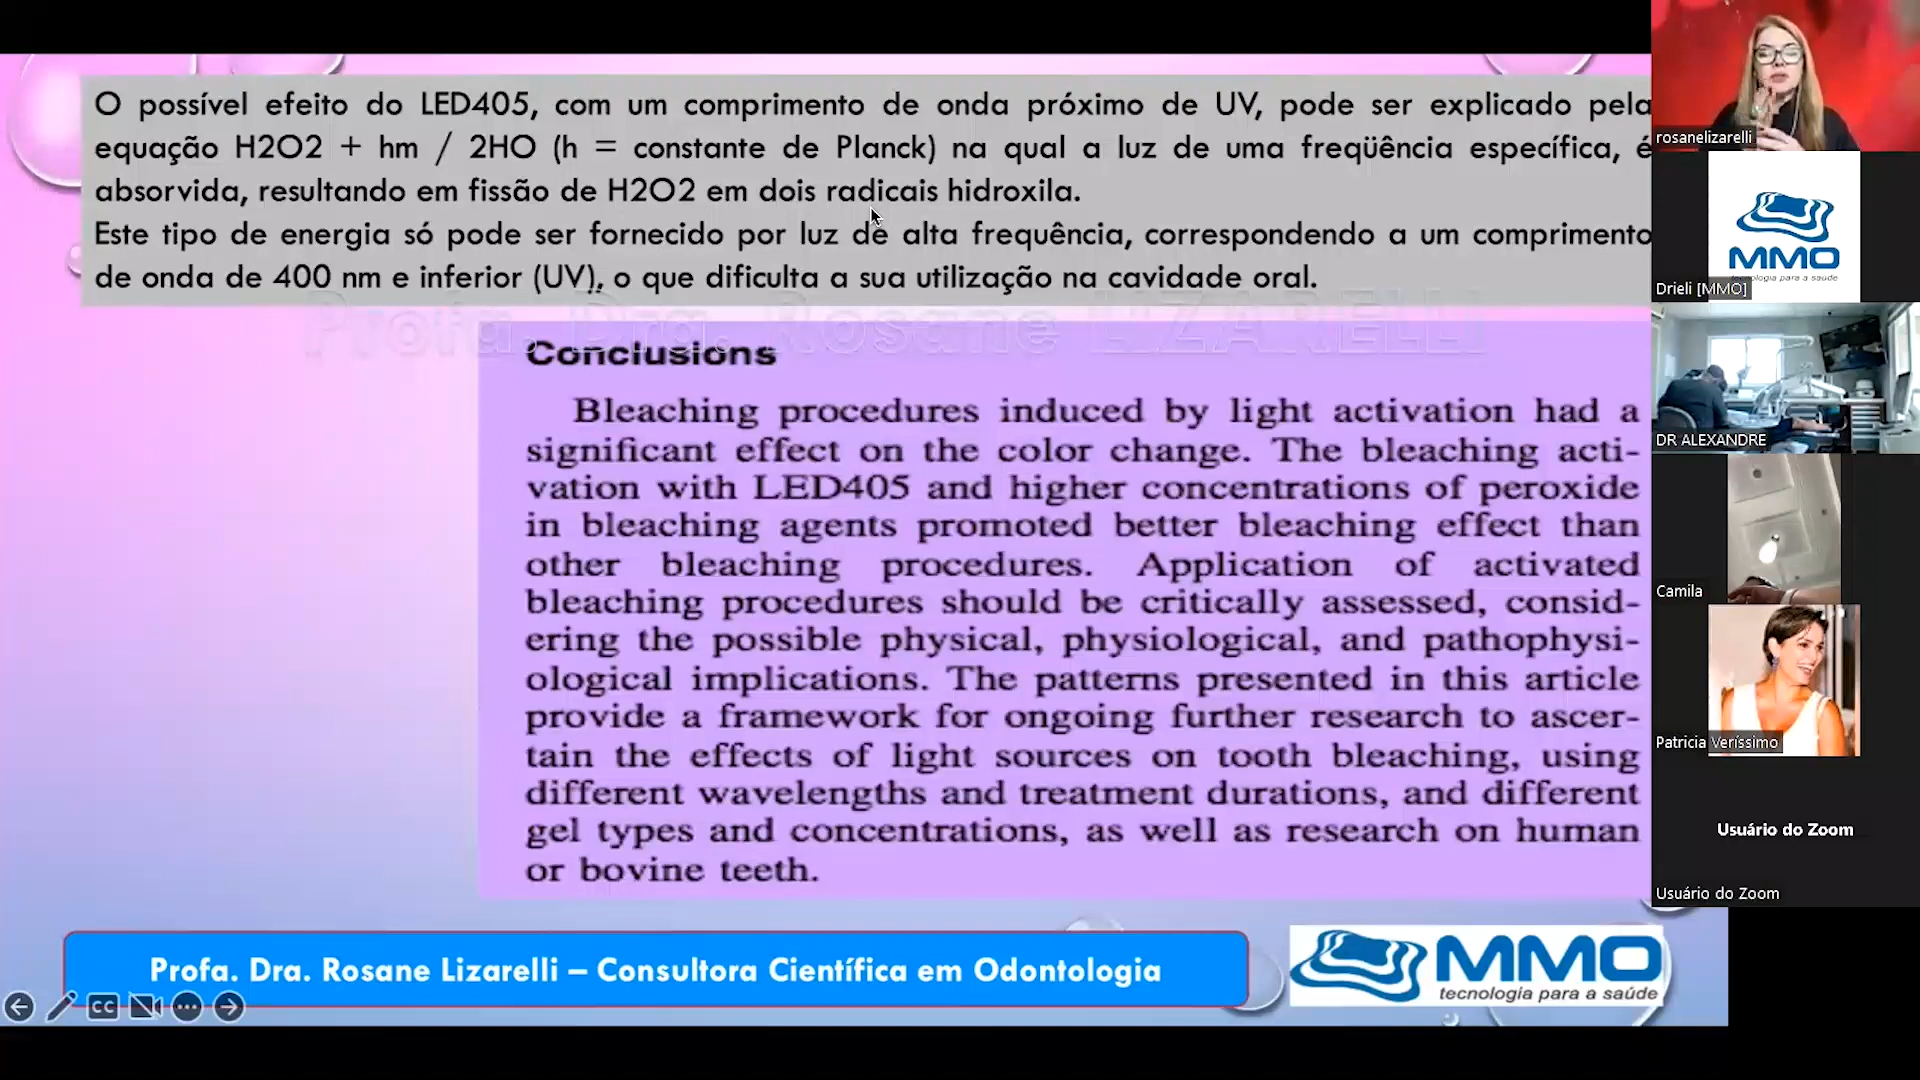 O possível efeito do LED405, com um comprimento de onda próximo de UV, pode ser explicado pela
equação H2O2 + hm / 2HO (h = constante de Planck) na qual a luz de uma freqüência específica, é
absorvida, resultando em fissão de H2O2 em dois radicais hidroxila.
Este tipo de energia só pode ser fornecido por luz de alta frequência, correspondendo a um comprimento
de onda de 400 nm e inferior (UV), o que dificulta a sua utilização na cavidade oral.
Profa. Dra. Rosane LIZARELLI
Conclusions
Bleaching procedures induced by light activation had a
significant effect on the color change. The bleaching acti-
vation with LED405 and higher concentrations of peroxide
in bleaching agents promoted better bleaching effect than
other bleaching procedures. Application of activated
bleaching procedures should be critically assessed, consid-
ering the possible physical, physiological, and pathophysi-
ological implications. The patterns presented in this article
provide a framework for ongoing further research to ascer-
tain the effects of light sources on tooth bleaching, using
different wavelengths and treatment durations, and different
gel types and concentrations, as well as research on human
or bovine teeth.
Profa. Dra. Rosane Lizarelli – Consultora Científica em Odontologia
MMO
tecnologia para a saúde
CC
rosanelizarelli
MMO
tecnologia para a saúde
Drieli [MMO]
DR ALEXANDRE
Camila
Patricia Veríssimo
Usuário do Zoom
Usuário do Zoom